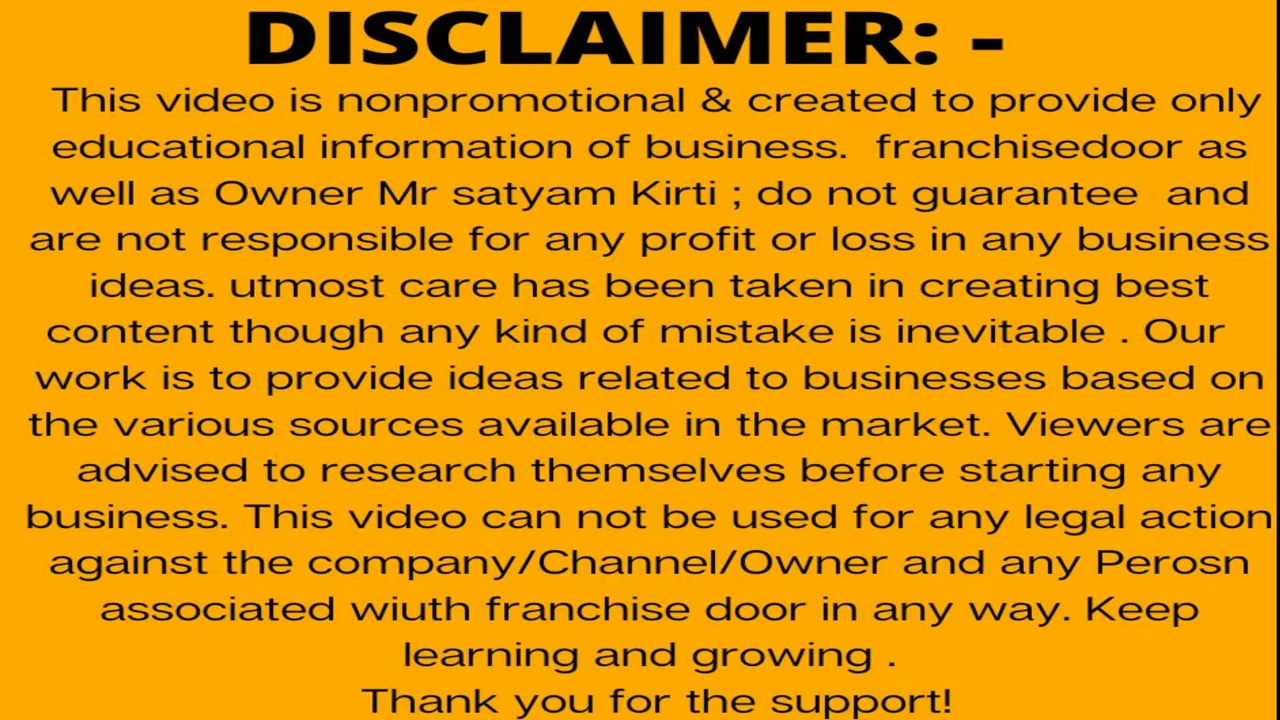 DISCLAIMER: -
This video is nonpromotional & created to provide only
educational information of business.  franchisedoor as
well as Owner Mr satyam Kirti ; do not guarantee  and
are not responsible for any profit or loss in any business
ideas. utmost care has been taken in creating best
content though any kind of mistake is inevitable . Our
work is to provide ideas related to businesses based on
the various sources available in the market. Viewers are
advised to research themselves before starting any
business. This video can not be used for any legal action
against the company/Channel/Owner and any Perosn
associated wiuth franchise door in any way. Keep
learning and growing .
Thank you for the support!